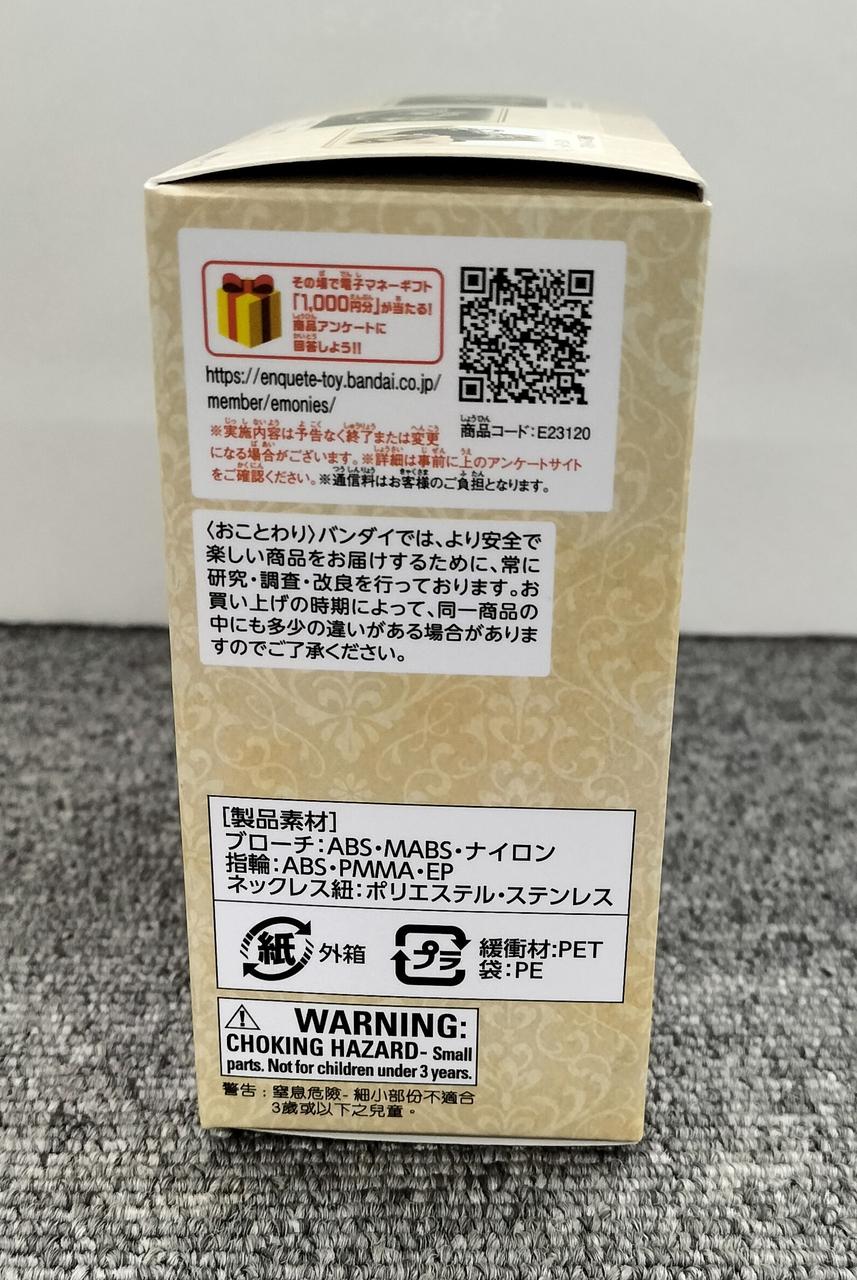 その場で電子マネーギフト
「1,000円分」が当たる!
商品アンケートに
回答しよう!!
https://enquete-toy.bandai.co.jp/
member/emonies/
商品コード:E23120
※実施内容は予告なく終了または変更
になる場合がございます。※詳細は事前に上のアンケートサイト
をご確認ください。※通信料はお客様のご負担となります。
〈おことわり〉バンダイでは、より安全で
楽しい商品をお届けするために、常に
研究・調査・改良を行っております。お
買い上げの時期によって、同一商品の
中にも多少の違いがある場合がありま
すのでご了承ください。
[製品素材]
ブローチ:ABS・MABS・ナイロン
指輪:ABS・PMMA・EP
ネックレス紐:ポリエステル・ステンレス
紙 外箱
プラ 緩衝材:PET
袋:PE
WARNING:
CHOKING HAZARD- Small
parts. Not for children under 3 years.
警告:窒息危險-細小部份不適合
3歲或以下之兒童。